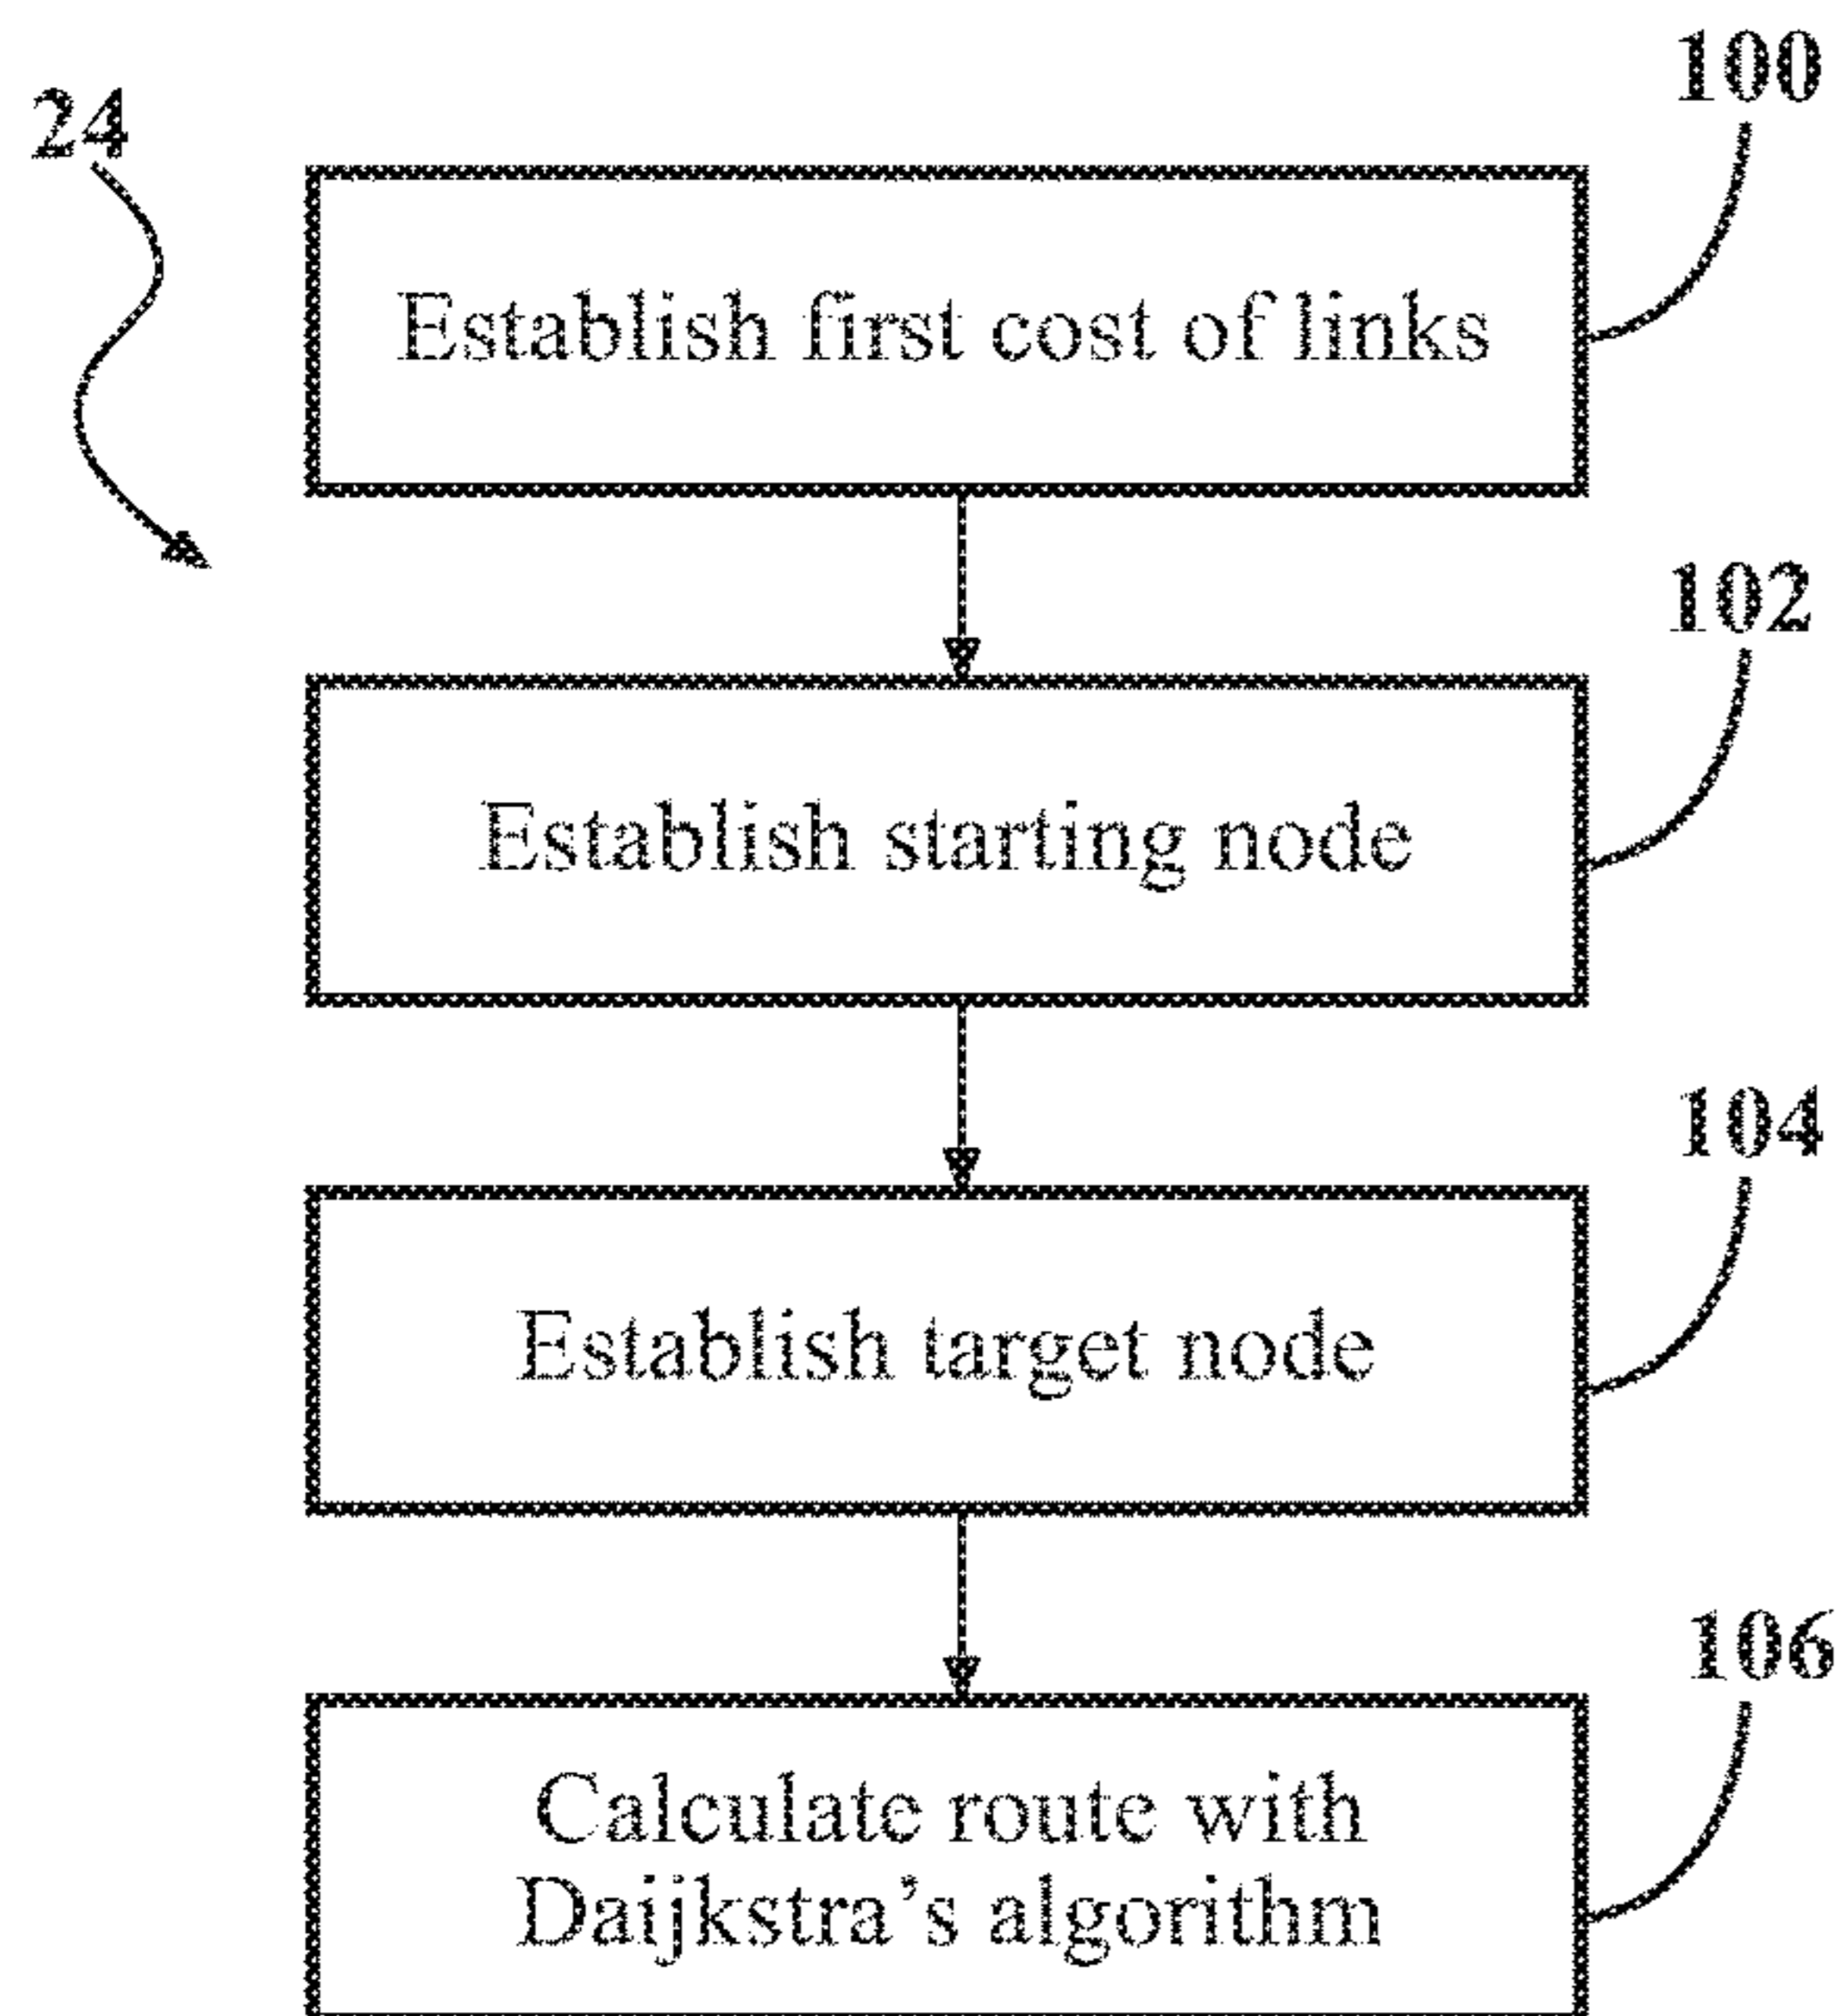 24
100
Establish first cost of links
102
Establish starting node
104
Establish target node
106
Calculate route with
Daijkstra’s algorithm